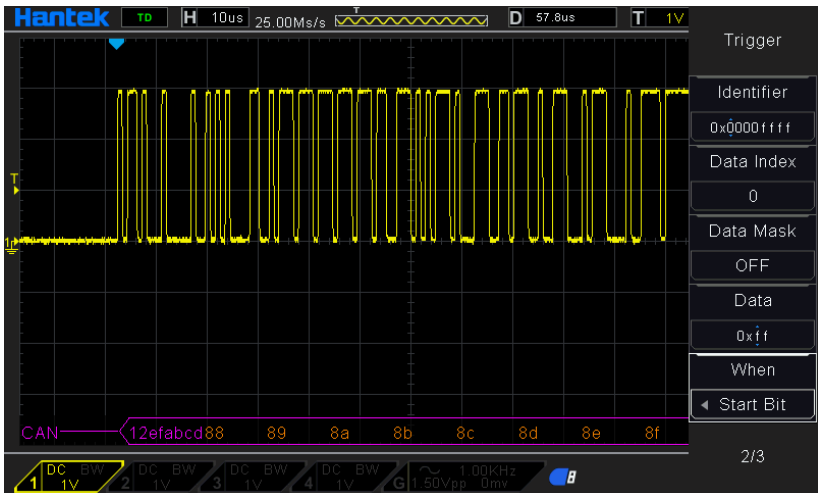 Hantek TD H 10us 25.00Ms/s T D 57.8us T 1V
Trigger
Identifier
0x0000ffff
Data Index
0
Data Mask
OFF
Data
0xff
When
Start Bit
2/3
T
1
CAN 12efabcd 88 89 8a 8b 8c 8d 8e 8f
1 DC BW 1V 2 DC BW 1V 3 DC BW 1V 4 DC BW 1V G 1.00KHz 1.50Vpp 0mv